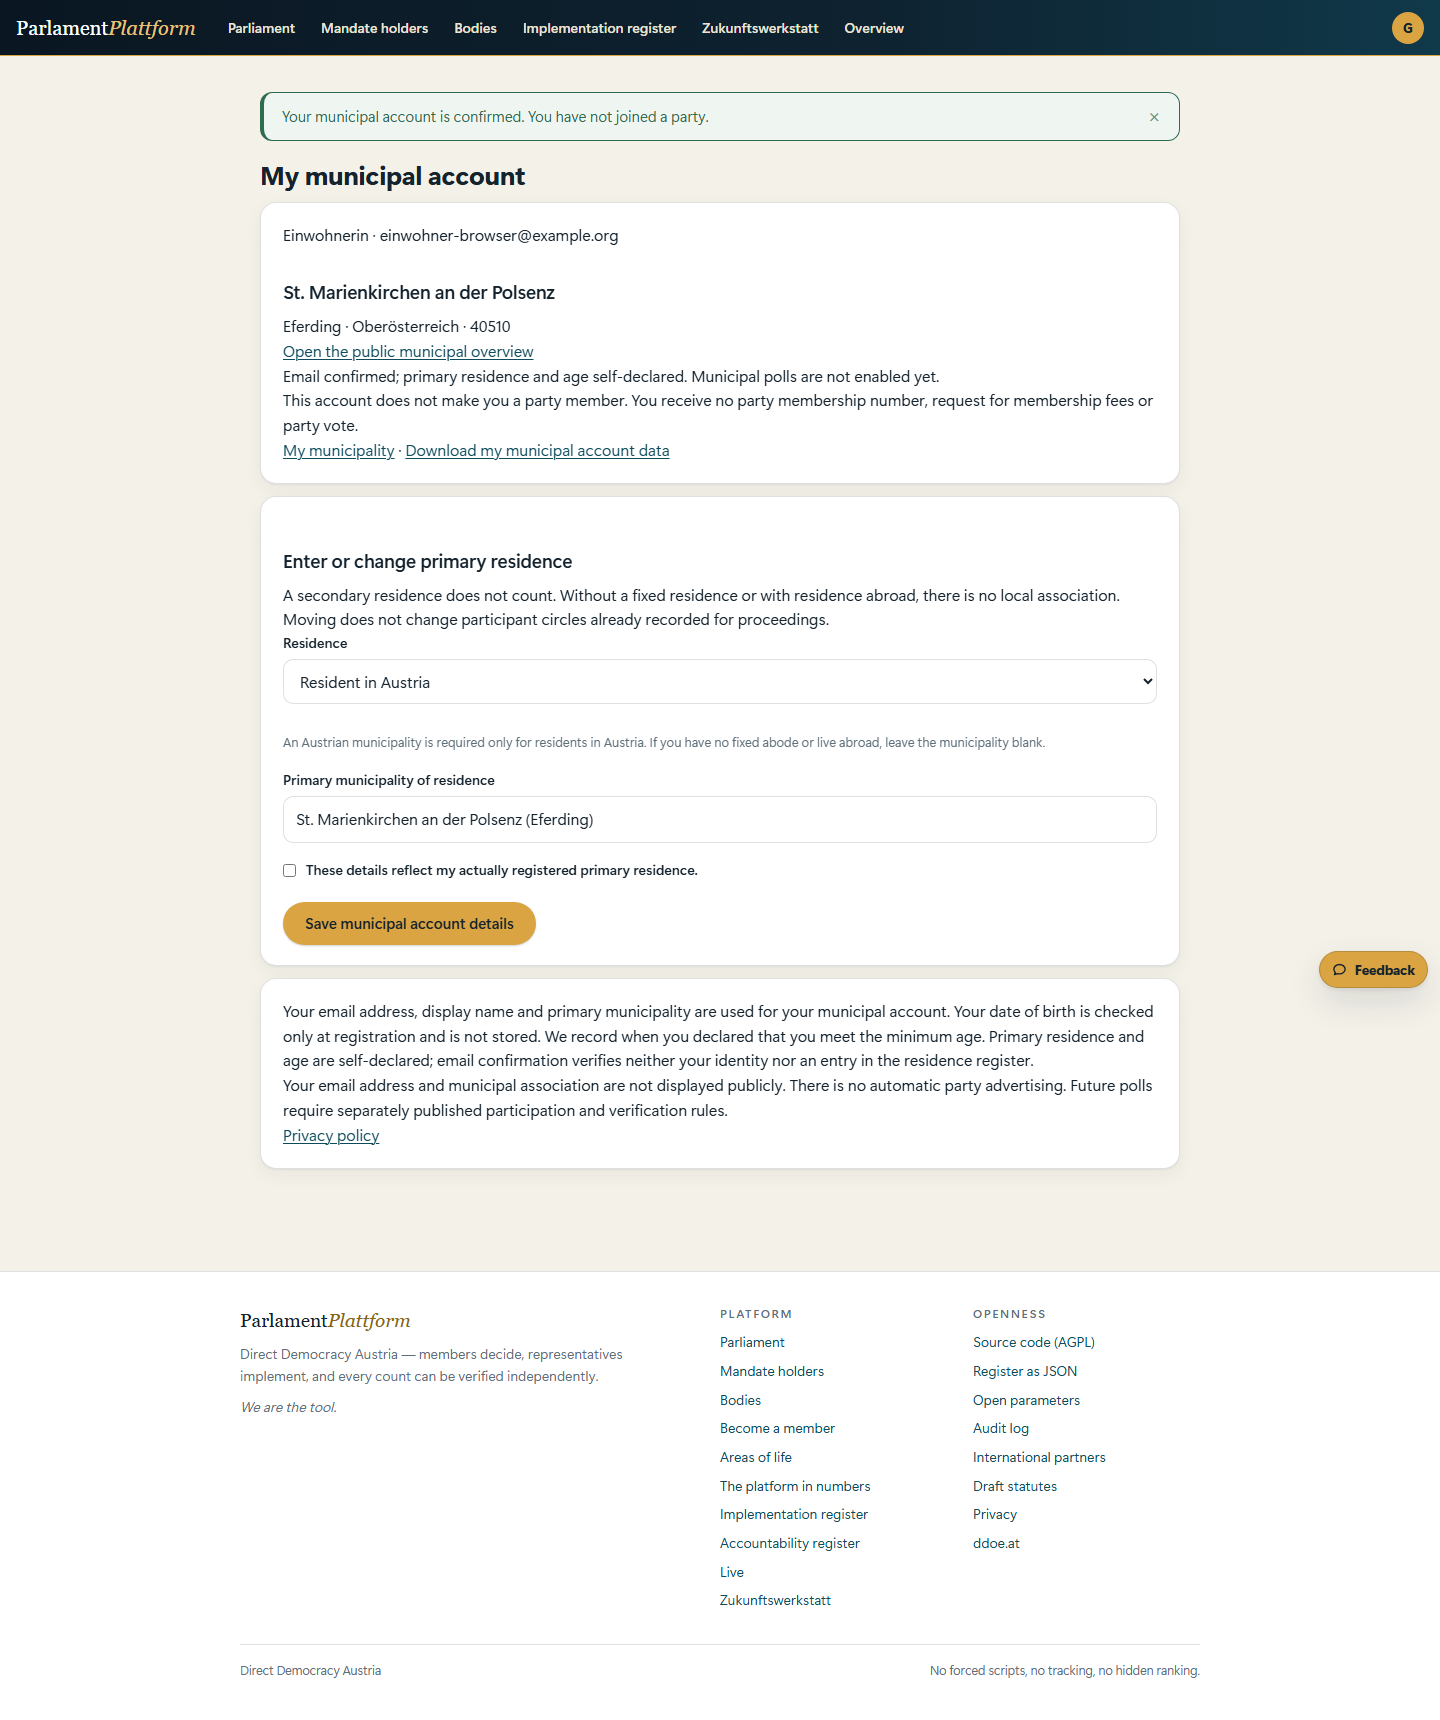 ParlamentPlattform
Parliament
Mandate holders
Bodies
Implementation register
Zukunftswerkstatt
Overview
G
Your municipal account is confirmed. You have not joined a party.
×
My municipal account
Einwohnerin · einwohner-browser@example.org
St. Marienkirchen an der Polsenz
Eferding · Oberösterreich · 40510
Open the public municipal overview
Email confirmed; primary residence and age self-declared. Municipal polls are not enabled yet.
This account does not make you a party member. You receive no party membership number, request for membership fees or
party vote.
My municipality · Download my municipal account data
Enter or change primary residence
A secondary residence does not count. Without a fixed residence or with residence abroad, there is no local association.
Moving does not change participant circles already recorded for proceedings.
Residence
Resident in Austria
An Austrian municipality is required only for residents in Austria. If you have no fixed abode or live abroad, leave the municipality blank.
Primary municipality of residence
St. Marienkirchen an der Polsenz (Eferding)
These details reflect my actually registered primary residence.
Save municipal account details
Feedback
Your email address, display name and primary municipality are used for your municipal account. Your date of birth is checked
only at registration and is not stored. We record when you declared that you meet the minimum age. Primary residence and
age are self-declared; email confirmation verifies neither your identity nor an entry in the residence register.
Your email address and municipal association are not displayed publicly. There is no automatic party advertising. Future polls
require separately published participation and verification rules.
Privacy policy
ParlamentPlattform
Direct Democracy Austria — members decide, representatives
implement, and every count can be verified independently.
We are the tool.
PLATFORM
Parliament
Mandate holders
Bodies
Become a member
Areas of life
The platform in numbers
Implementation register
Accountability register
Live
Zukunftswerkstatt
OPENNESS
Source code (AGPL)
Register as JSON
Open parameters
Audit log
International partners
Draft statutes
Privacy
ddoe.at
Direct Democracy Austria
No forced scripts, no tracking, no hidden ranking.